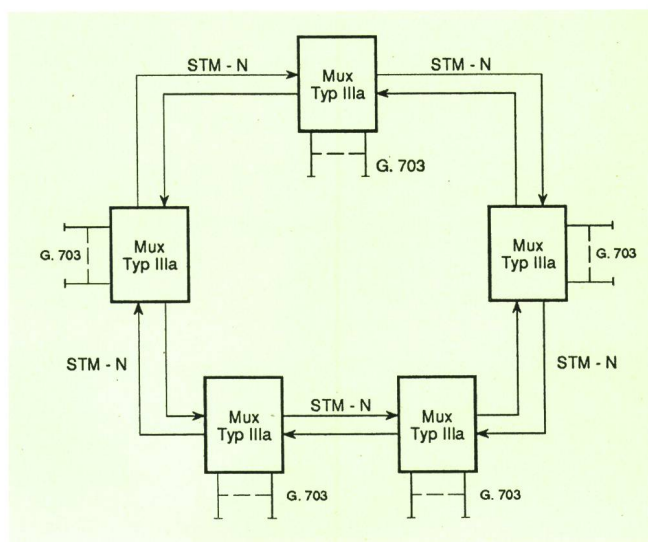 STM - N
STM - N
Mux
Typ IIIa
G. 703
Mux
Typ IIIa
G. 703
Mux
Typ IIIa
G. 703
STM - N
STM - N
Mux
Typ IIIa
STM - N
Mux
Typ IIIa
G. 703
G. 703